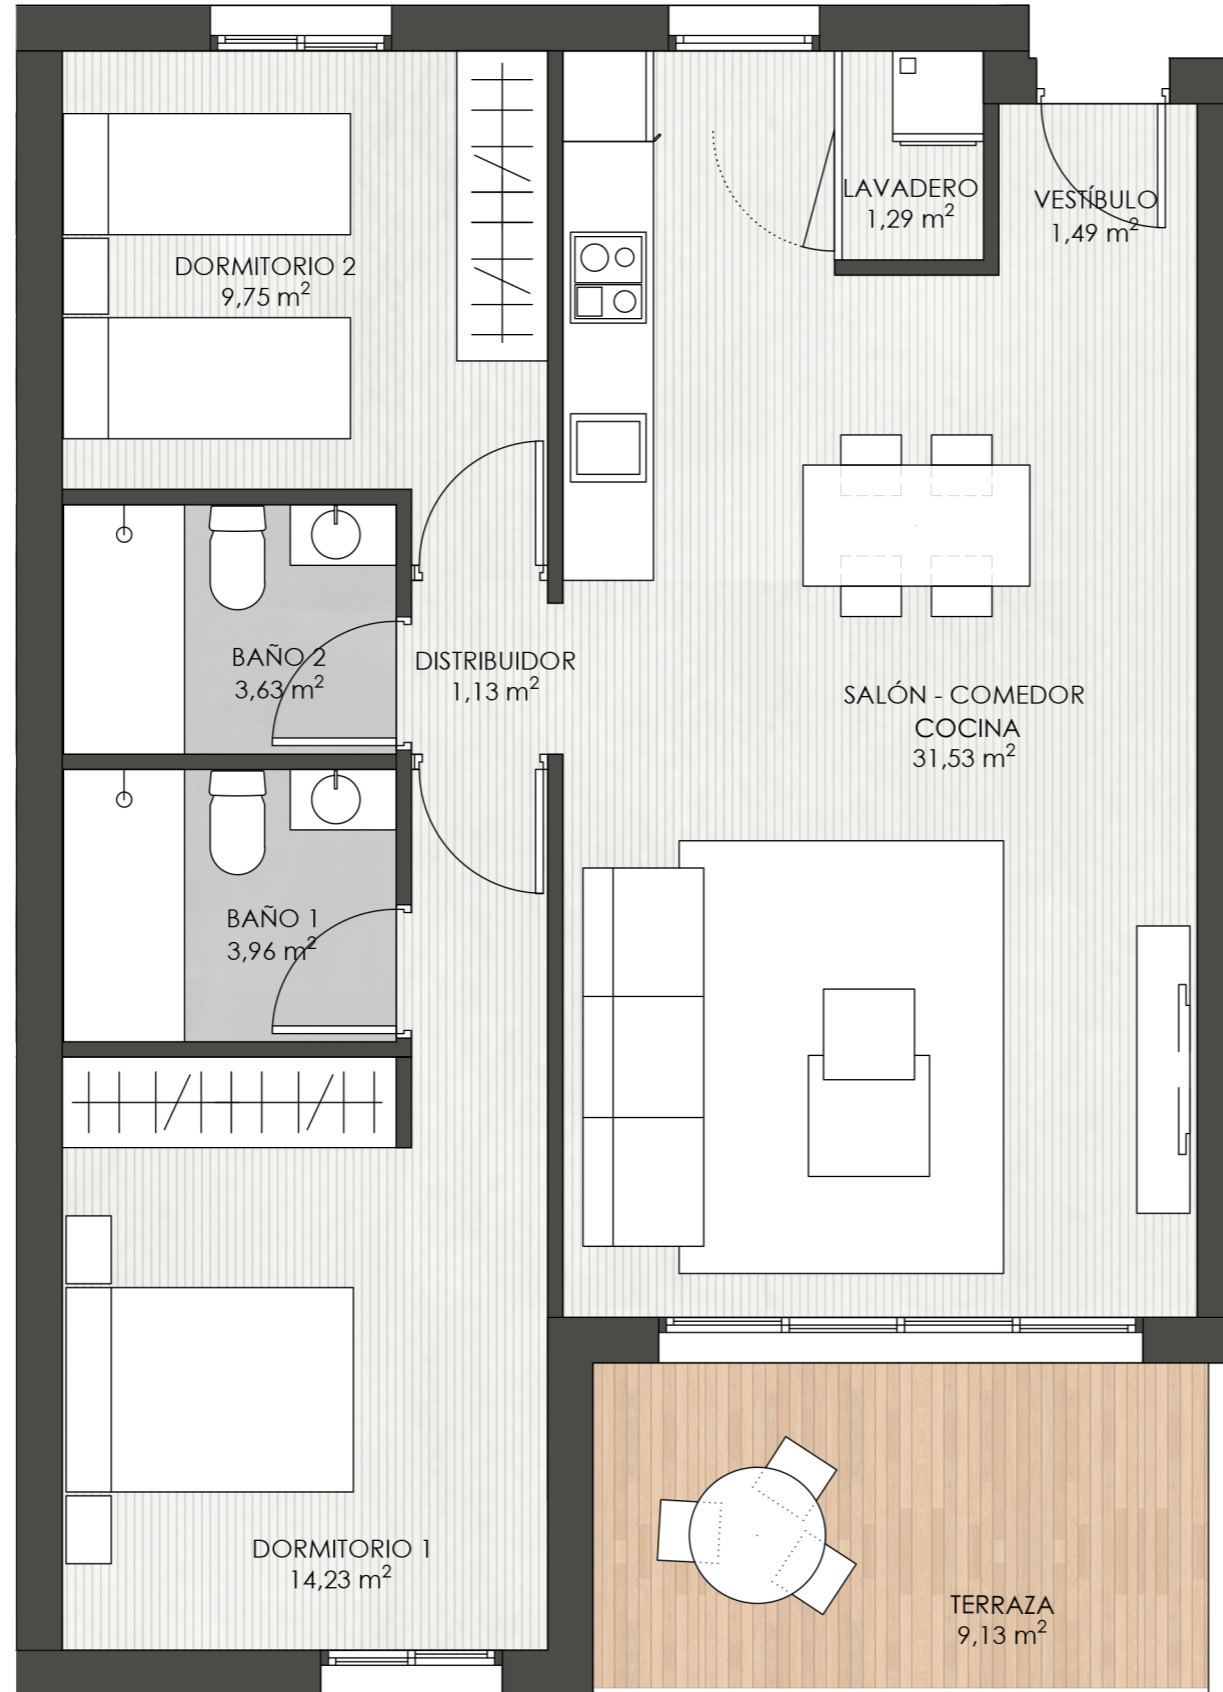 LAVADERO
1,29 m²
VESTÍBULO
1,49 m²
DORMITORIO 2
9,75 m²
BAÑO 2
3,63 m²
DISTRIBUIDOR
1,13 m²
SALÓN - COMEDOR
COCINA
31,53 m²
BAÑO 1
3,96 m²
DORMITORIO 1
14,23 m²
TERRAZA
9,13 m²